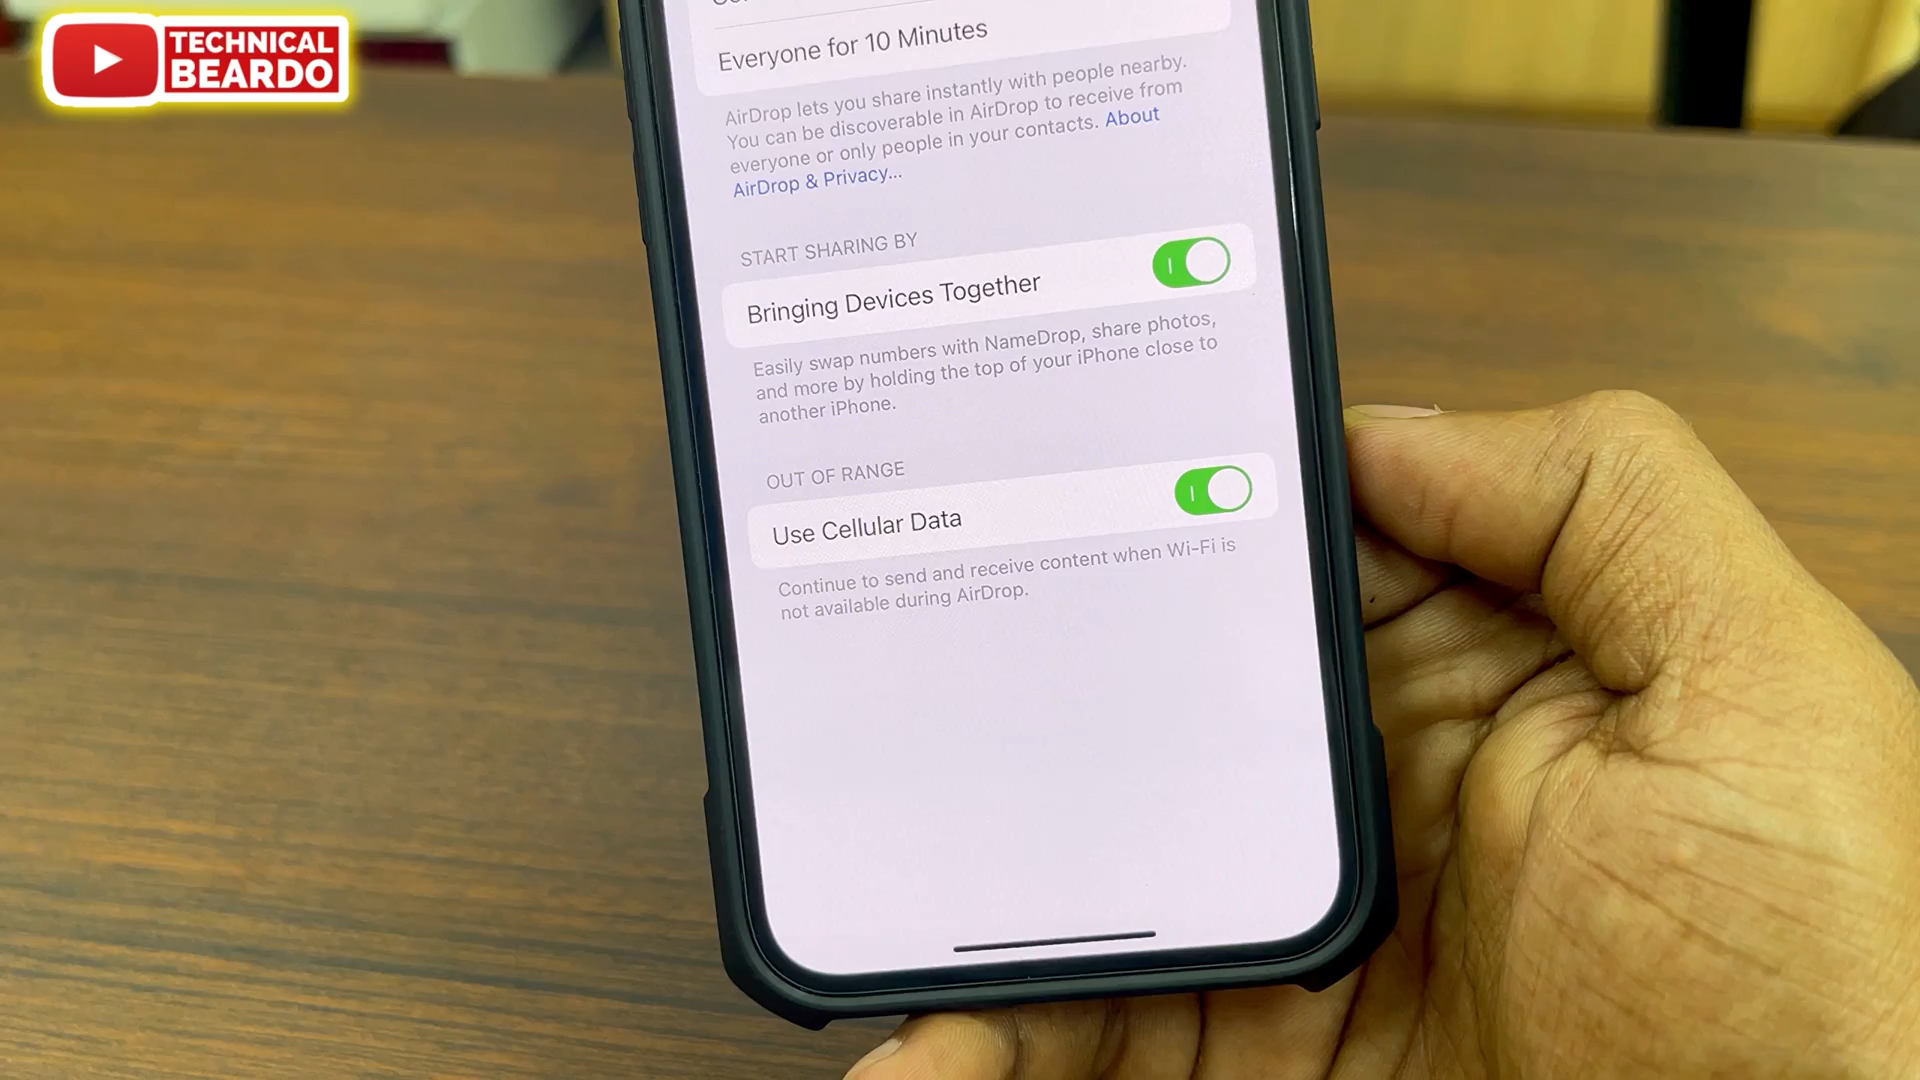 TECHNICAL
BEARDO
Everyone for 10 Minutes
AirDrop lets you share instantly with people nearby.
You can be discoverable in AirDrop to receive from
everyone or only people in your contacts. About
AirDrop & Privacy...
START SHARING BY
Bringing Devices Together
Easily swap numbers with NameDrop, share photos,
and more by holding the top of your iPhone close to
another iPhone.
OUT OF RANGE
Use Cellular Data
Continue to send and receive content when Wi-Fi is
not available during AirDrop.